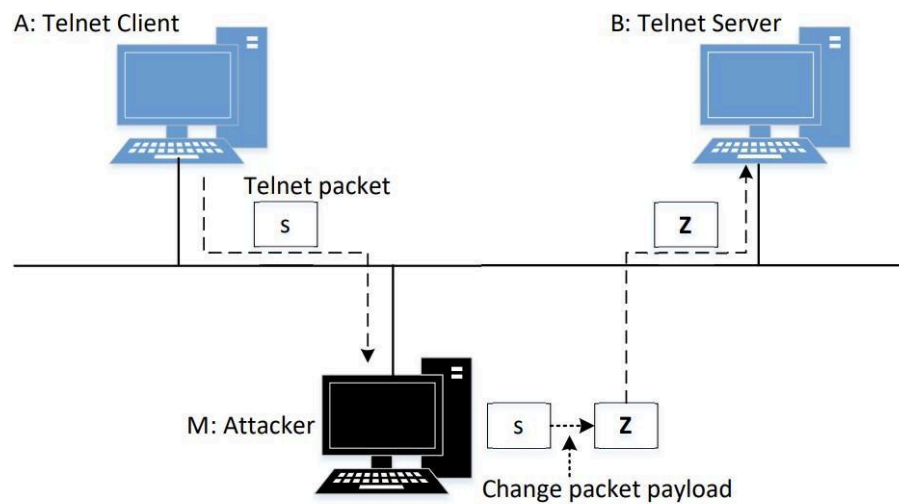 A: Telnet Client
B: Telnet Server
Telnet packet
s
Z
M: Attacker
s
Z
Change packet payload